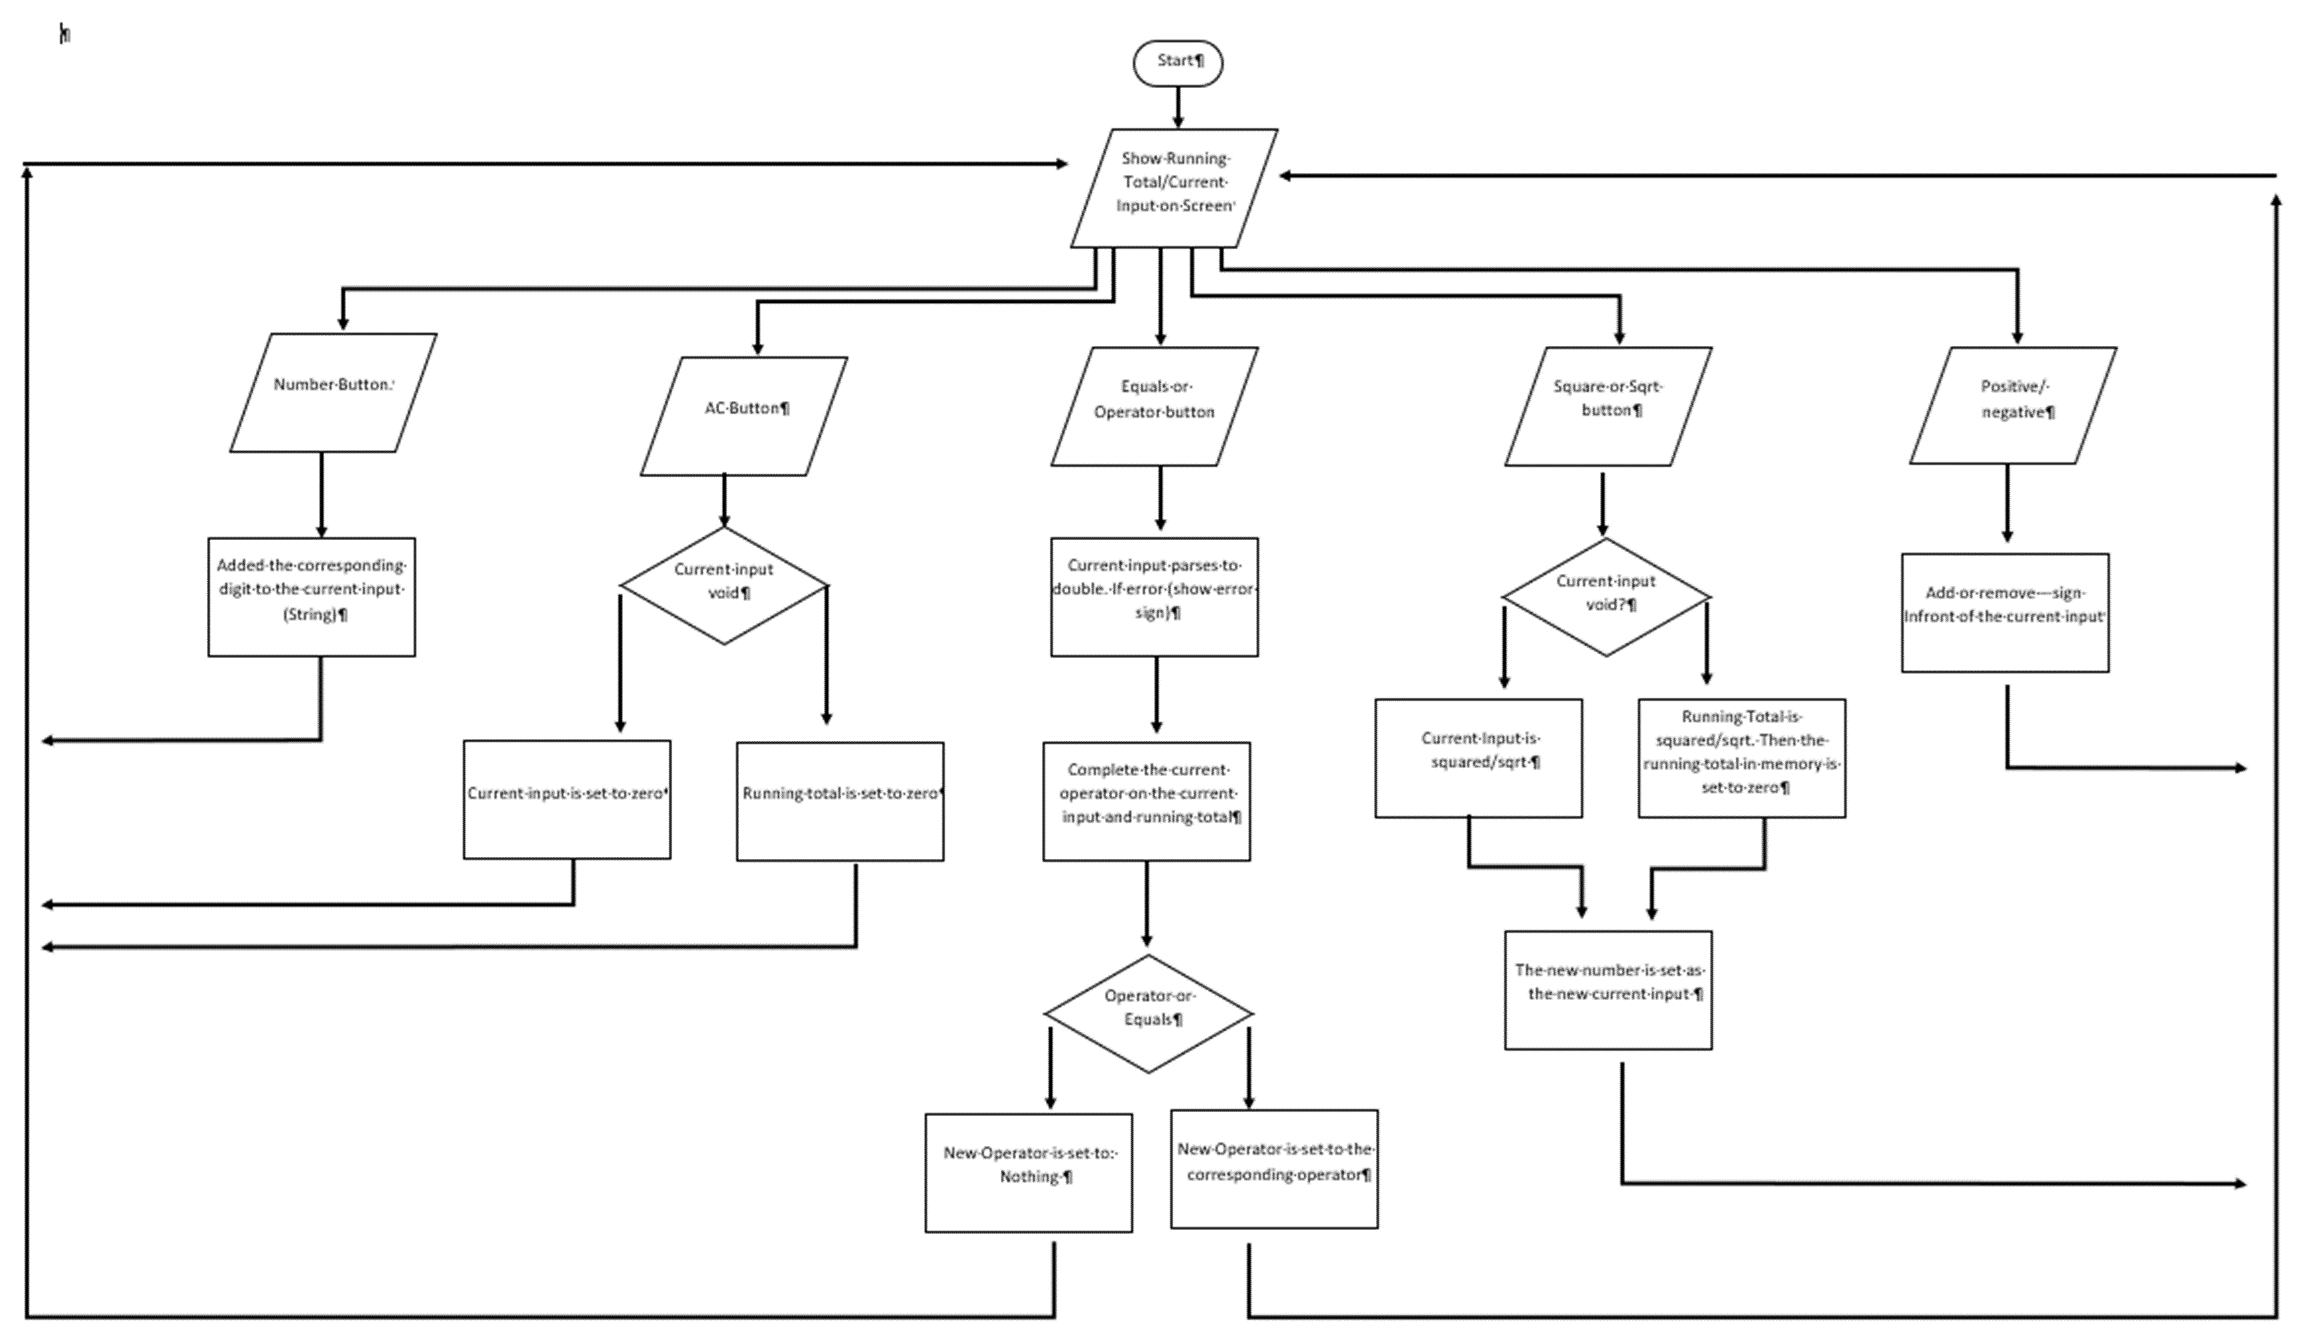 Start¶
Show·Running·
Total/Current·
Input·on·Screen
Number·Button.
AC·Button¶
Equals·or·
Operator·button
Square·or·Sqrt·
button¶
Positive/·
negative¶
Added·the·corresponding·
digit·to·the·current·input·
(String)¶
Current·input
void¶
Current·input·parses·to·
double.·If·error·(show·error·
sign)¶
Current·input
void?¶
Add·or·remove·–·sign·
Infront·of·the·current·input
Current·input·is·set·to·zero
Running·total·is·set·to·zero
Complete·the·current·
operator·on·the·current·
input·and·running·total¶
Current·Input·is·
squared/sqrt·¶
Running·Total·is·
squared/sqrt.·Then·the·
running·total·in·memory·is·
set·to·zero¶
Operator·or·
Equals¶
The·new·number·is·set·as·
the·new·current·input·¶
New·Operator·is·set·to:·
Nothing·¶
New·Operator·is·set·to·the·
corresponding·operator¶